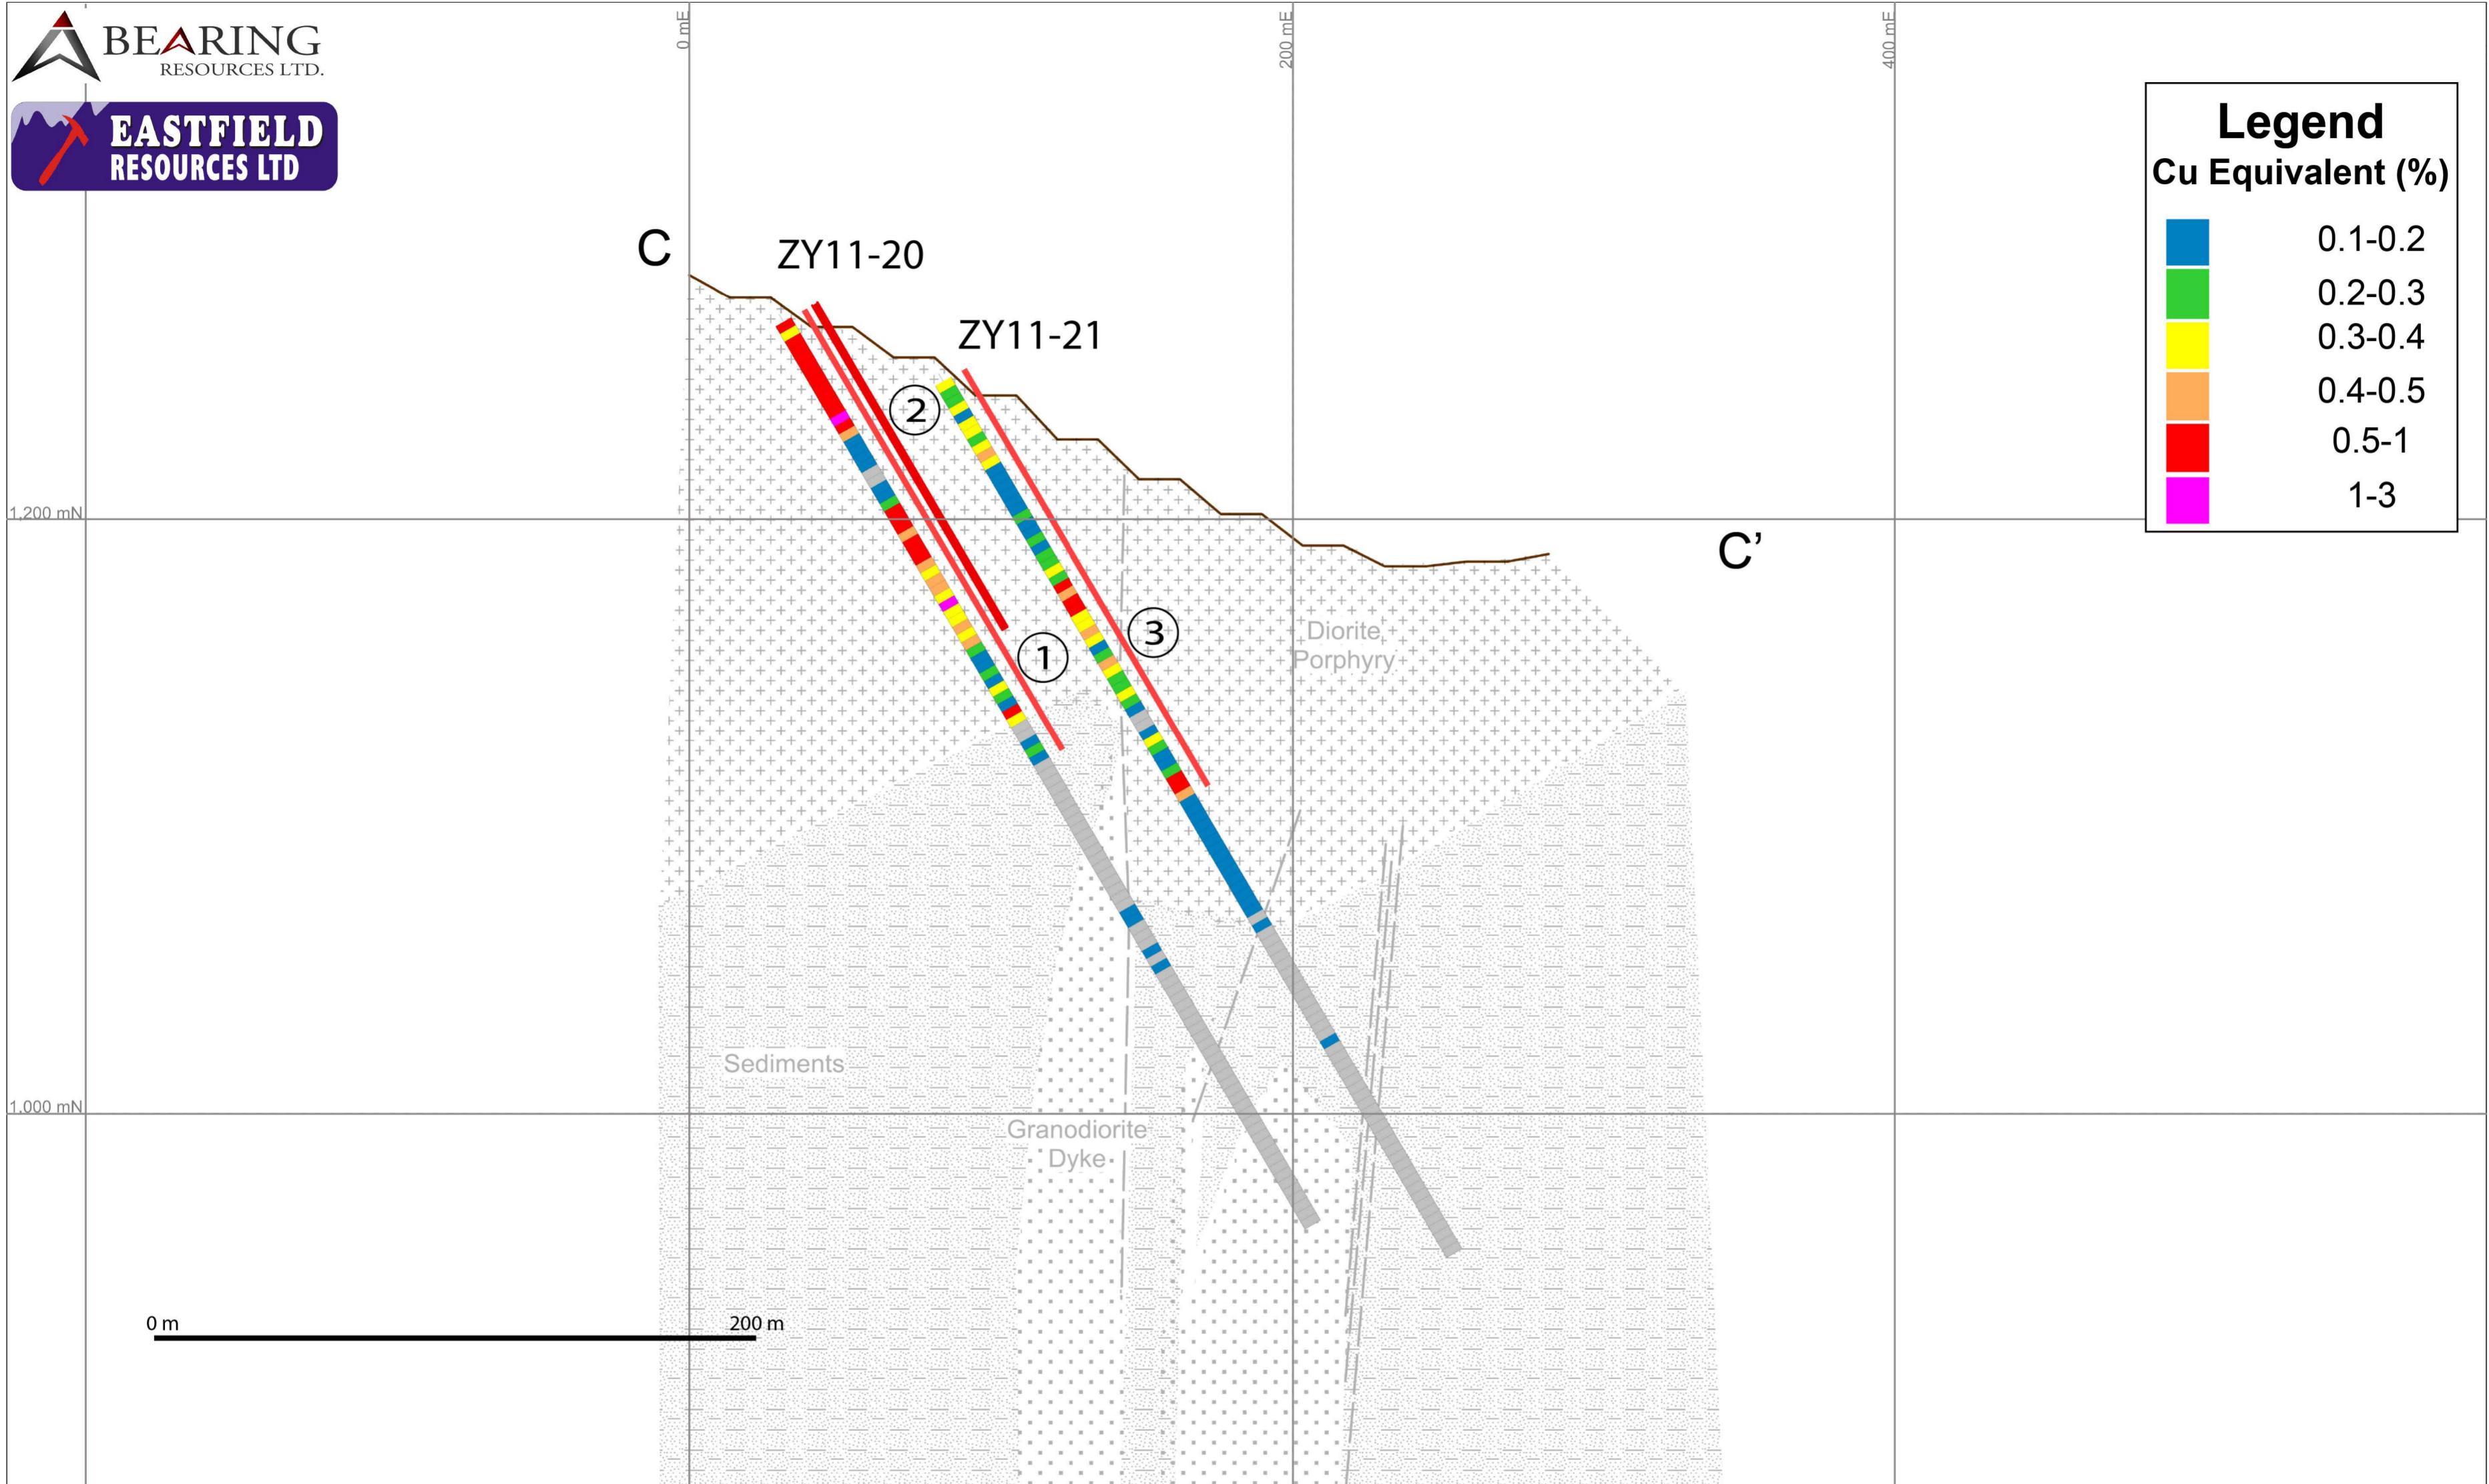 BEARING
RESOURCES LTD.
EASTFIELD
RESOURCES LTD
0 mE
200 mE
400 mE
Legend
Cu Equivalent (%)
0.1-0.2
0.2-0.3
0.3-0.4
0.4-0.5
0.5-1
1-3
C
ZY11-20
ZY11-21
2
1,200 mN
C’
3
1
Diorite
Porphyry
Sediments
1,000 mN
Granodiorite
Dyke
0 m
200 m